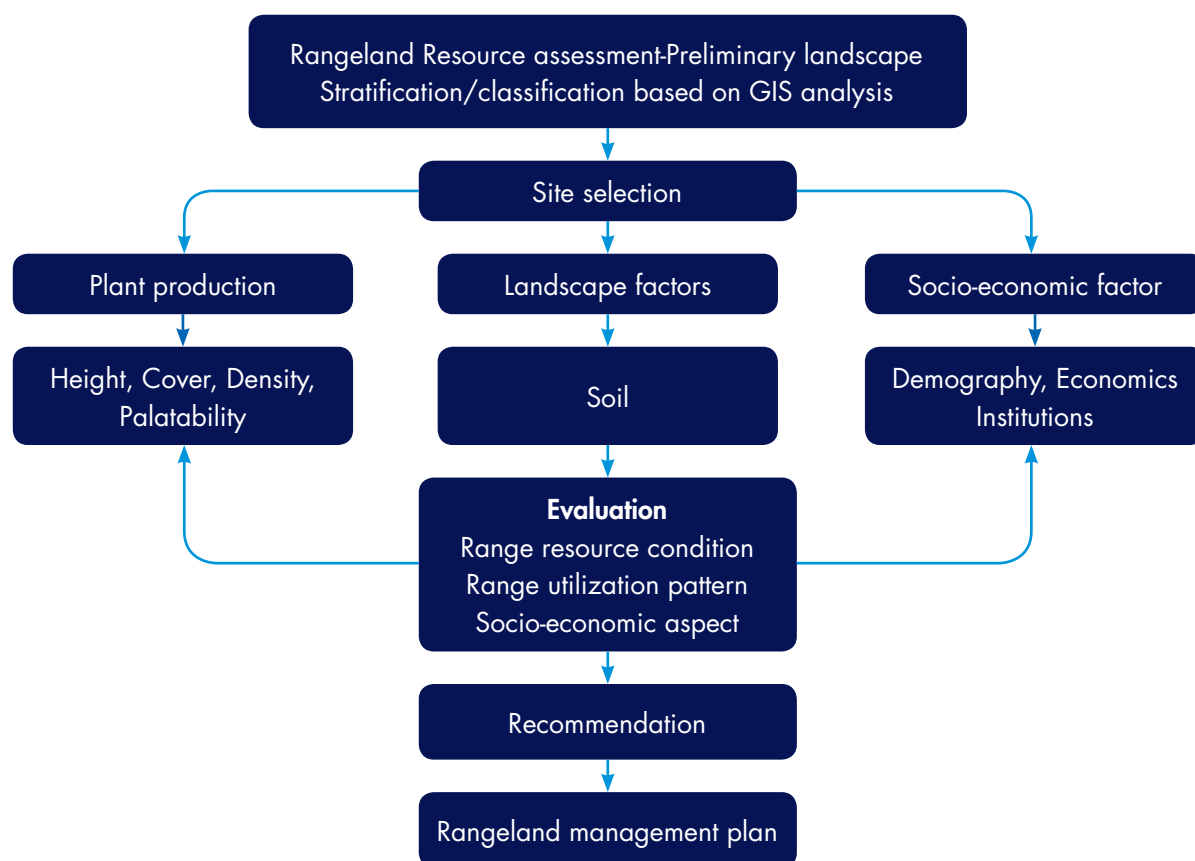 Rangeland Resource assessment-Preliminary landscape
Stratification/classification based on GIS analysis
Site selection
Plant production
Landscape factors
Socio-economic factor
Height, Cover, Density,
Palatability
Soil
Demography, Economics
Institutions
Evaluation
Range resource condition
Range utilization pattern
Socio-economic aspect
Recommendation
Rangeland management plan